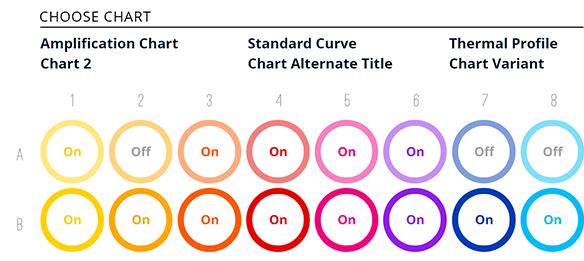 CHOOSE CHART
Amplification Chart Standard Curve Thermal Profile
Chart 2 Chart Alternate Title Chart Variant
1 2 3 4 5 6 7 8
A On Off On On On On Off Off
B On On On On On On On On